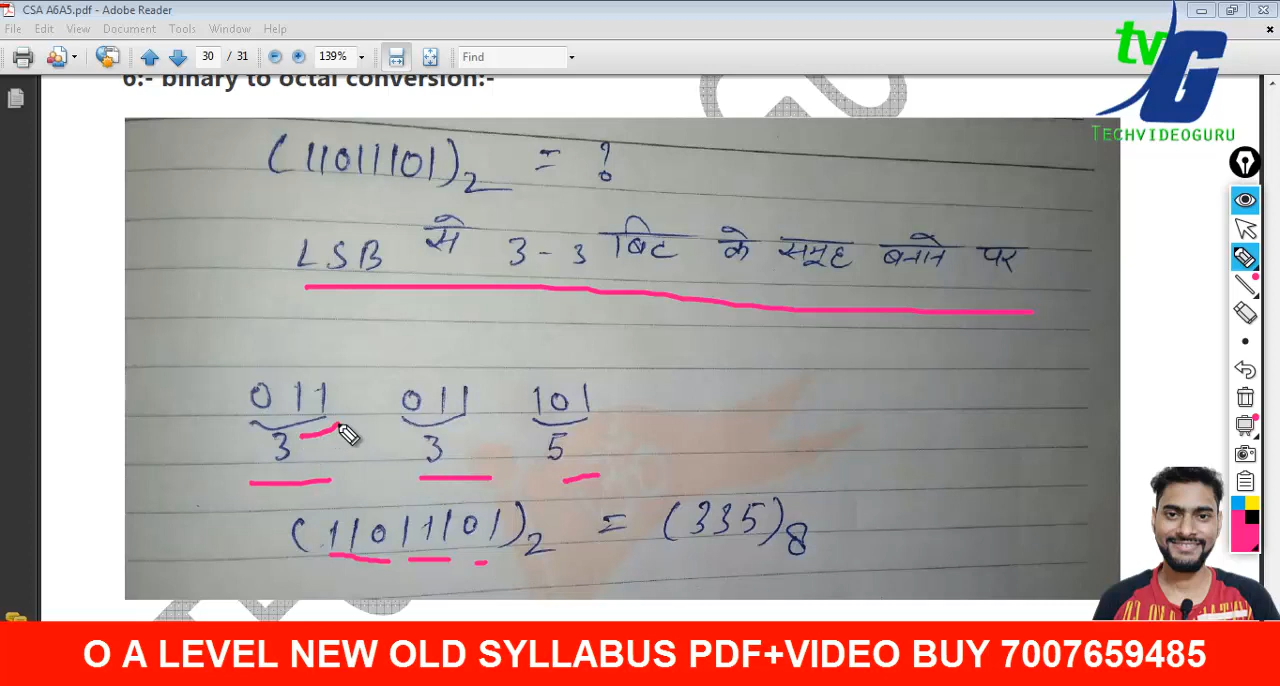 CSA A6A5.pdf - Adobe Reader
File Edit View Document Tools Window Help
30 / 31 139% Find
6:- binary to octal conversion:-
tvG
TECHVIDEOGURU
(11011101)2 = ?
LSB से 3-3 बिट के समूह बनाने पर
011 011 101
3 3 5
(11011101)2 = (335)8
O A LEVEL NEW OLD SYLLABUS PDF+VIDEO BUY 7007659485